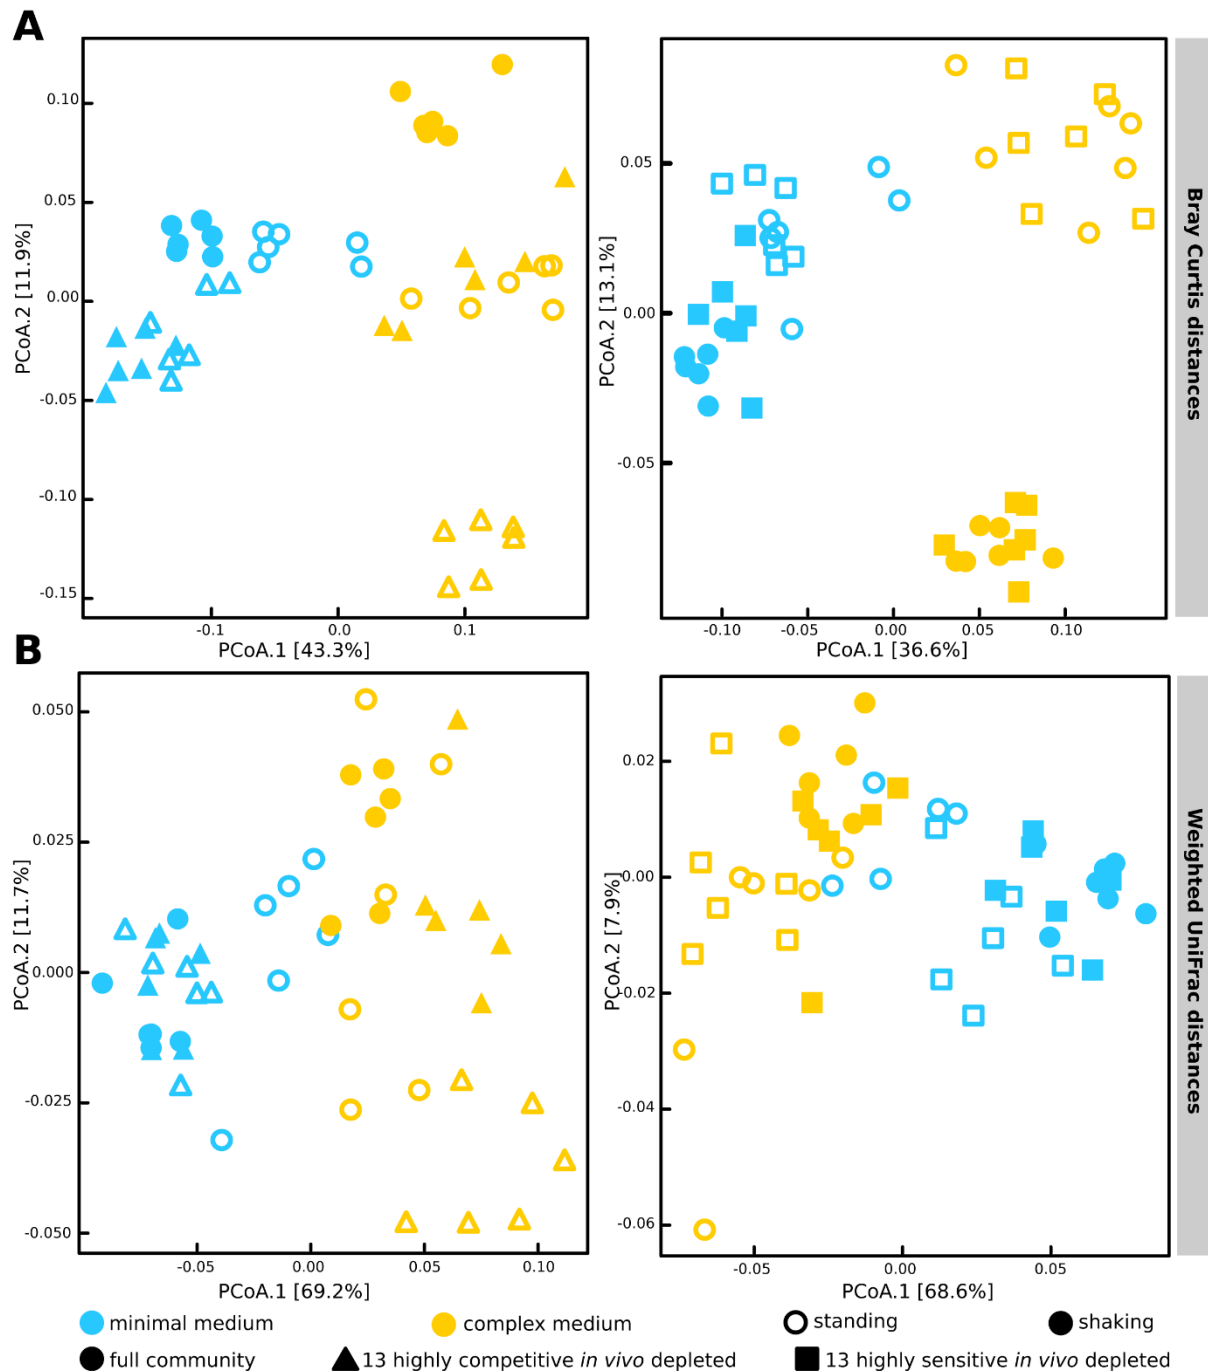 A
0.10
0.05
0.00
-0.05
-0.10
-0.15
PCoA.2 [11.9%]
-0.1
0.0
0.1
PCoA.1 [43.3%]
0.05
0.00
-0.05
PCoA.2 [13.1%]
-0.10
-0.05
0.00
0.05
0.10
PCoA.1 [36.6%]
Bray Curtis distances
B
0.050
0.025
0.000
-0.025
-0.050
PCoA.2 [11.7%]
-0.05
0.00
0.05
0.10
PCoA.1 [69.2%]
0.02
0.00
-0.02
-0.04
-0.06
PCoA.2 [7.9%]
-0.05
0.00
0.05
PCoA.1 [68.6%]
Weighted UniFrac distances
minimal medium
complex medium
standing
shaking
full community
13 highly competitive in vivo depleted
13 highly sensitive in vivo depleted